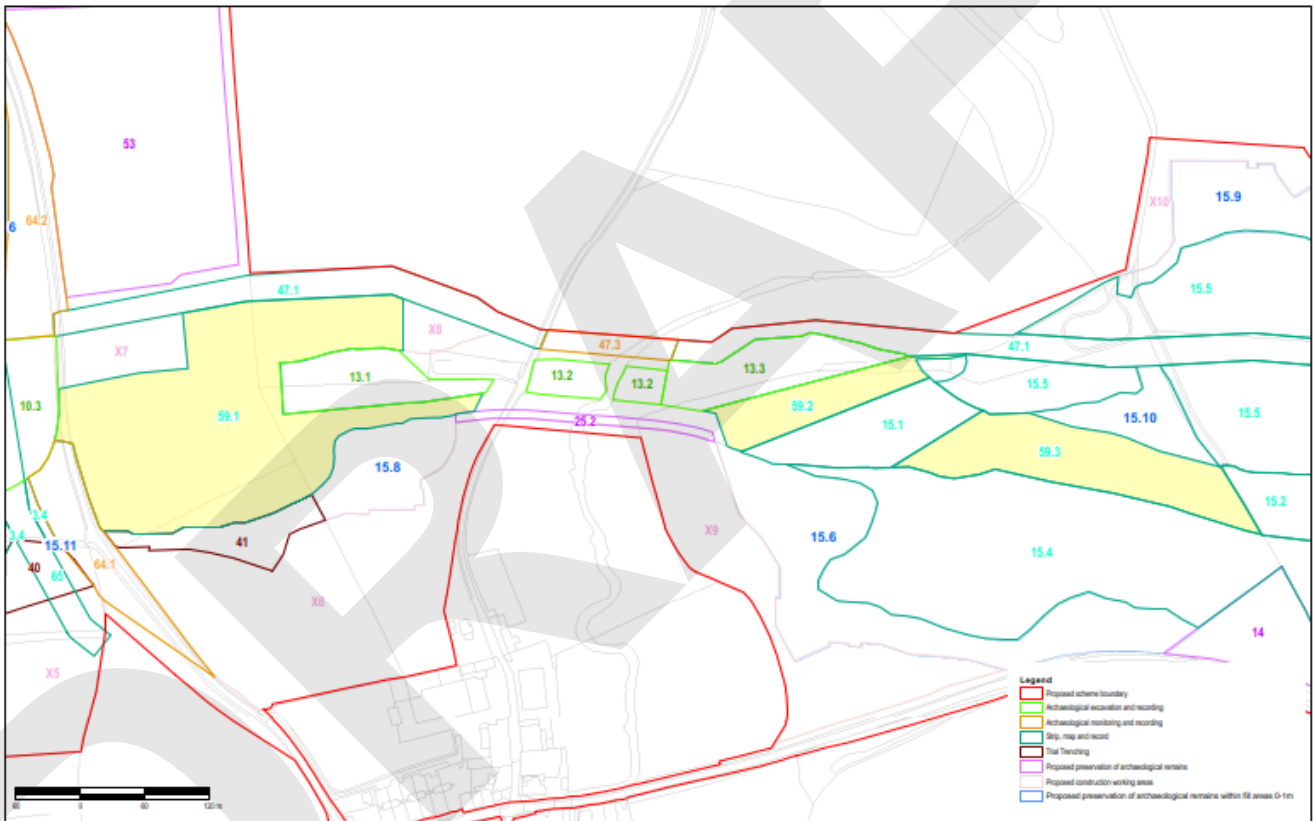 53
64.2
6
X10
15.9
15.5
47.1
X7
X8
47.3
47.1
13.1
13.2
13.2
13.3
15.5
10.3
59.1
59.2
15.1
15.10
15.5
25.2
15.8
59.3
15.2
3.4
3.4
15.11
41
64.1
X9
15.6
15.4
40
65
X6
14
X5
Legend
Proposed scheme boundary
Archaeological excavation and recording
Archaeological monitoring and recording
Strip, map and record
Trial Trenching
Proposed preservation of archaeological remains
Proposed construction working areas
Proposed preservation of archaeological remains within fill areas 0-1m
60 0 60 120 m
DRAFT